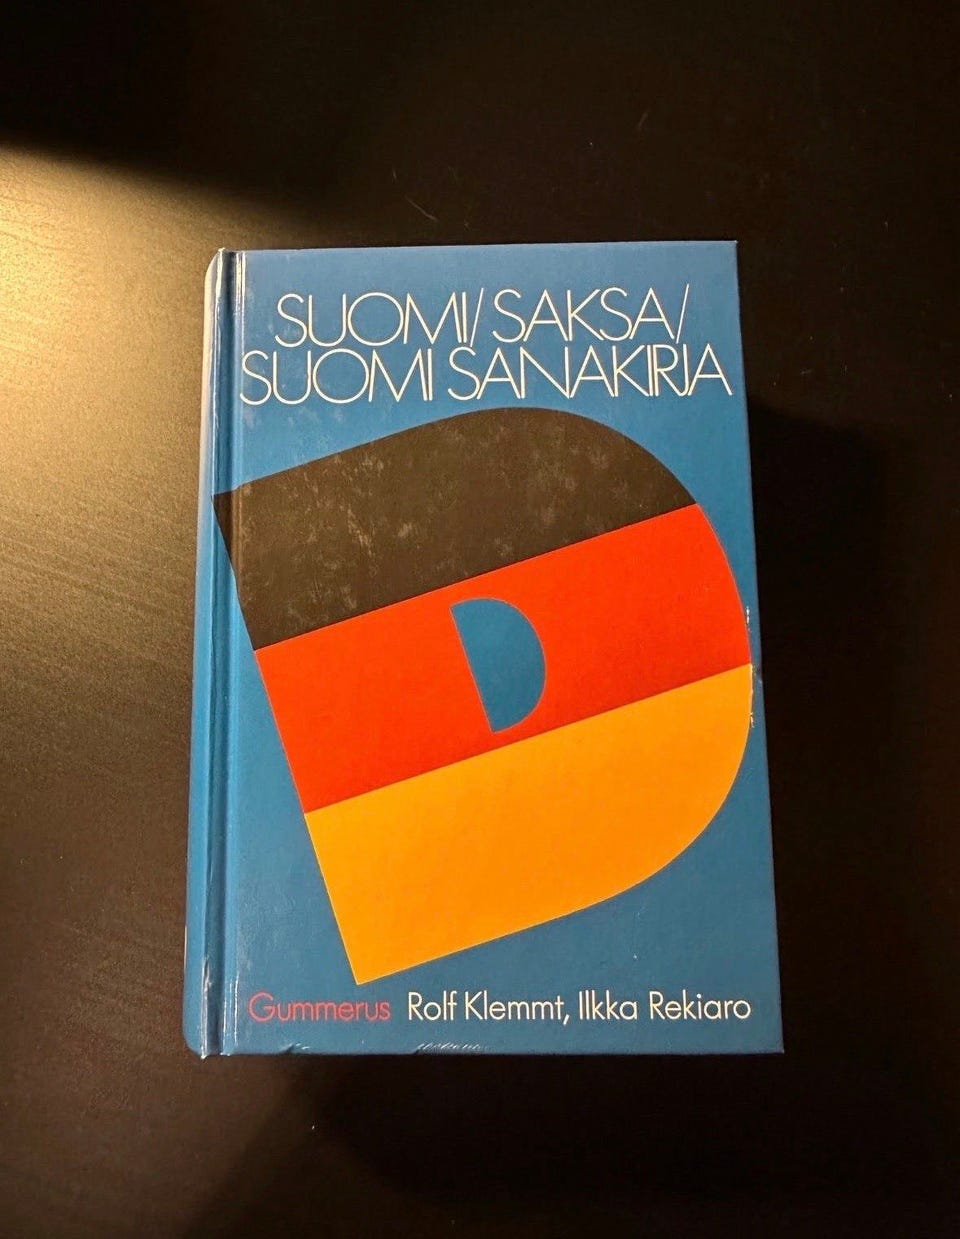 SUOMI/SAKSA/
SUOMI SANAKIRJA
D
Gummerus Rolf Klemmt, Ilkka Rekiaro